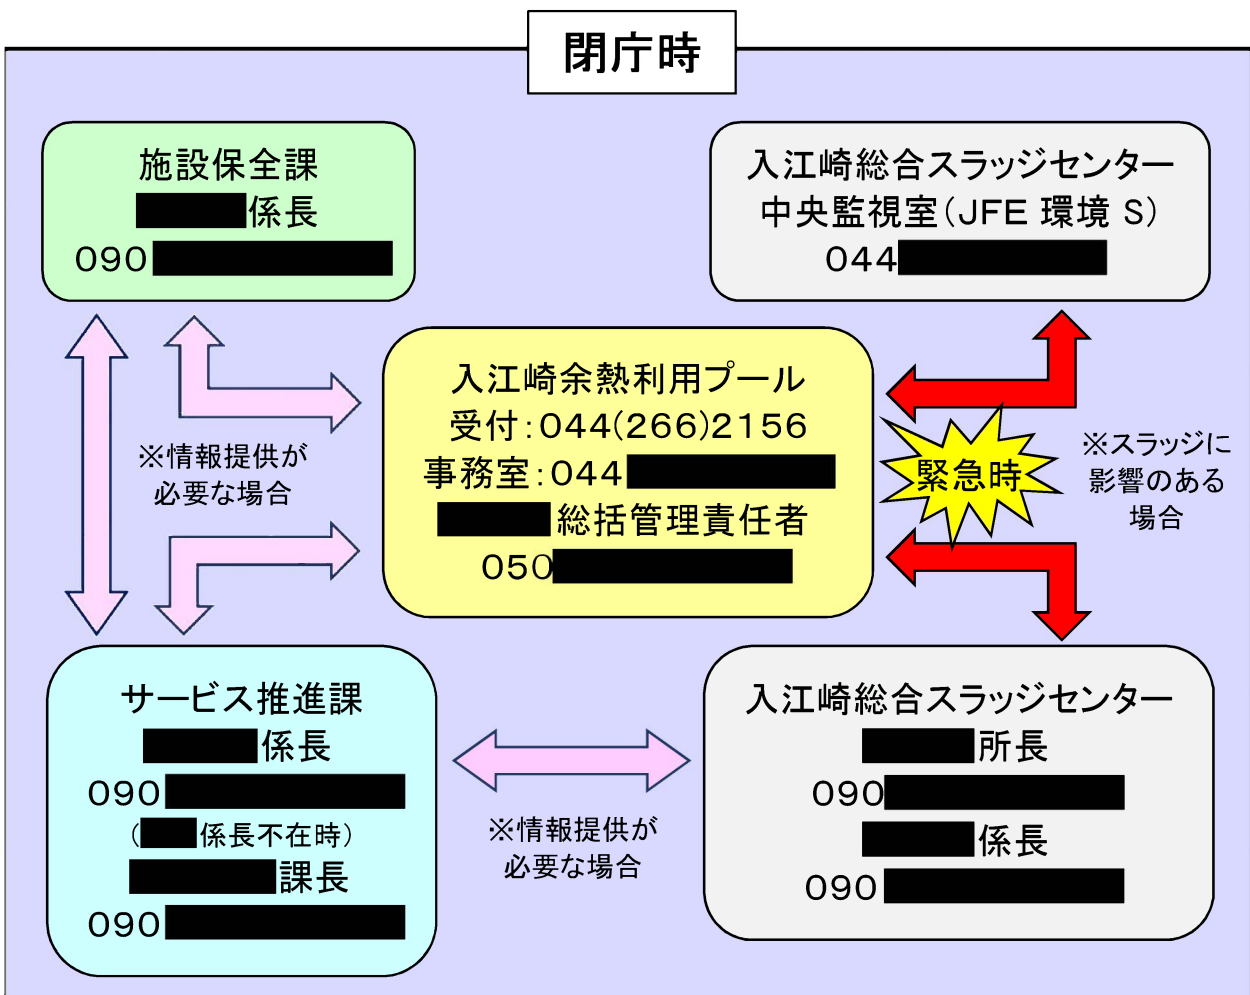 閉庁時
施設保全課
係長
090
入江崎総合スラッジセンター
中央監視室(JFE 環境 S)
044
入江崎余熱利用プール
受付:044(266)2156
事務室:044
総括管理責任者
050
※情報提供が
必要な場合
緊急時
※スラッジに
影響のある
場合
サービス推進課
係長
090
(係長不在時)
課長
090
※情報提供が
必要な場合
入江崎総合スラッジセンター
所長
090
係長
090